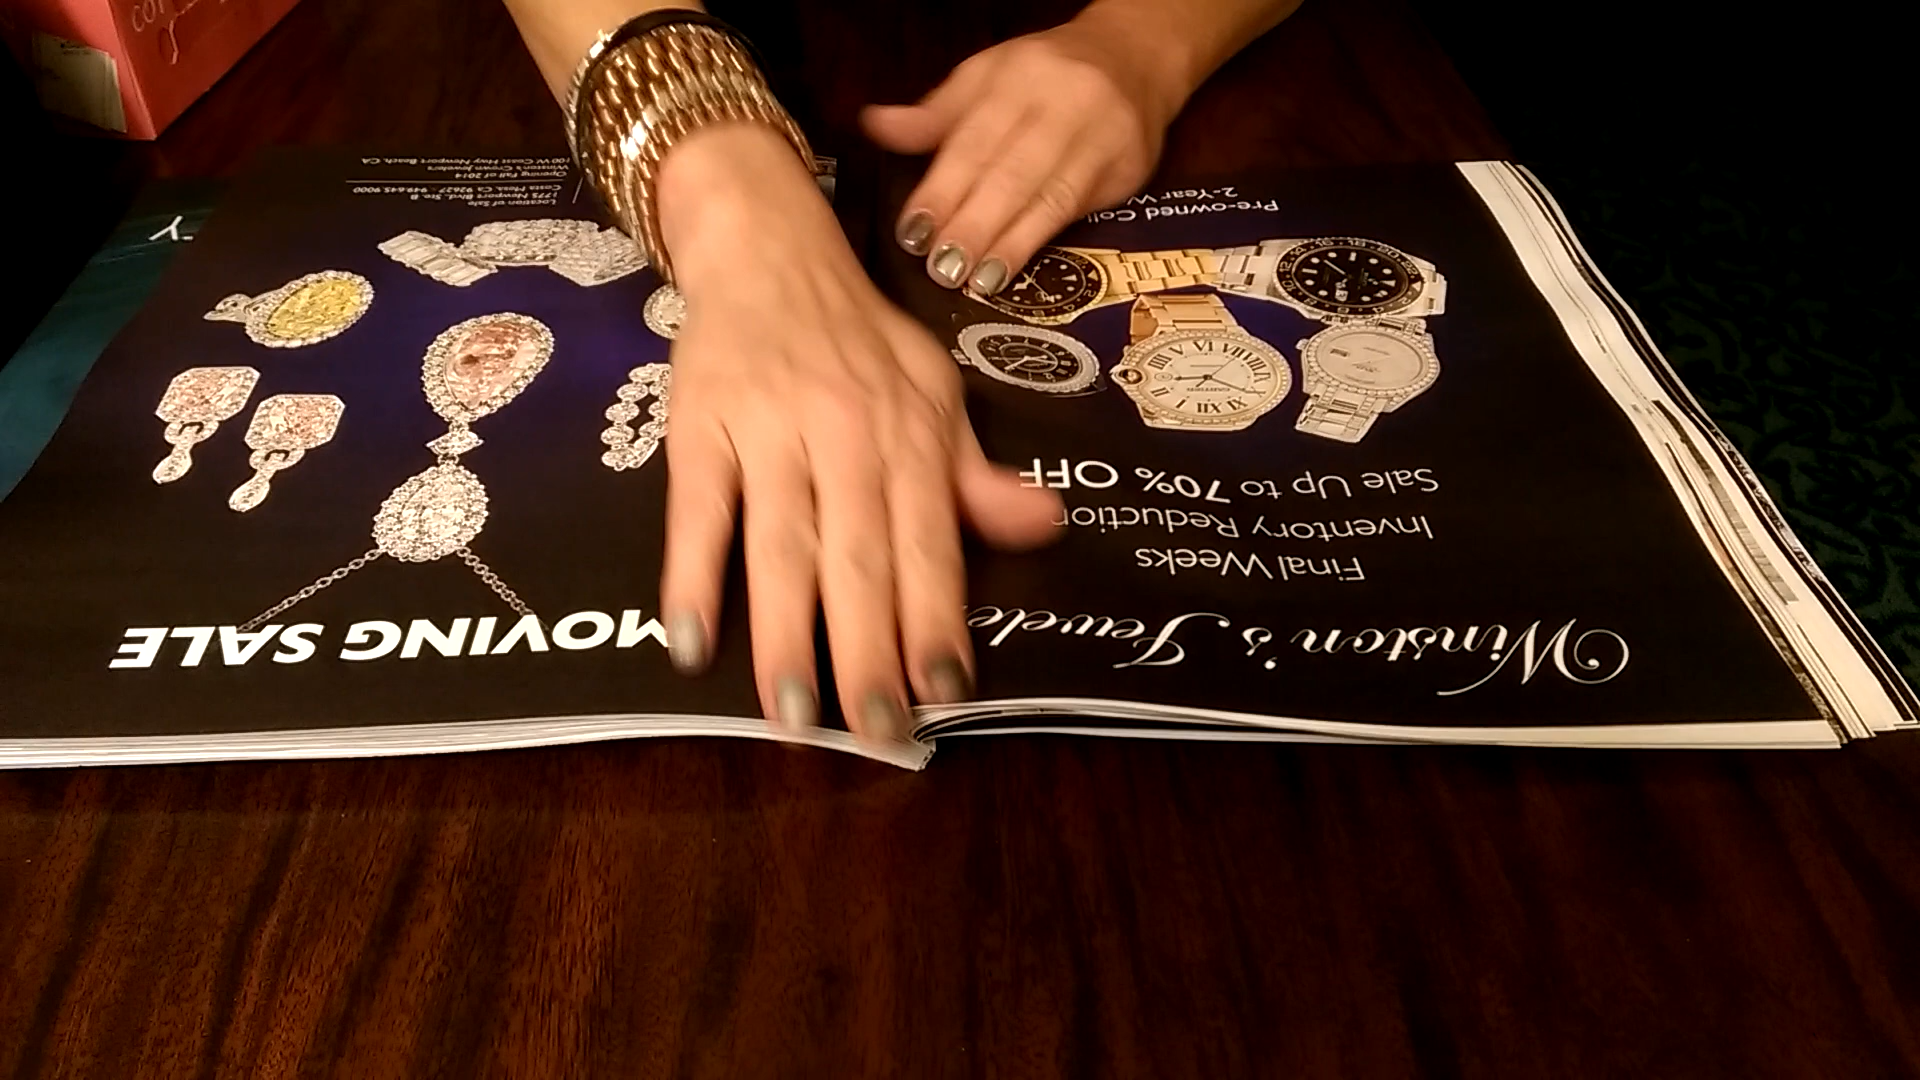 Winston's Jewele
MOVING SALE
Final Weeks
Inventory Reduction
Sale Up to 70% OFF
Pre-owned Coll
2-Year W
Location of Sale
1775 Newport Blvd, Ste. B
Costa Mesa, Ca 92627 · 949.645.9000
Opening Fall of 2014
Winston's Crown Jewelers
100 W Coast Hwy Newport Beach, CA
Y